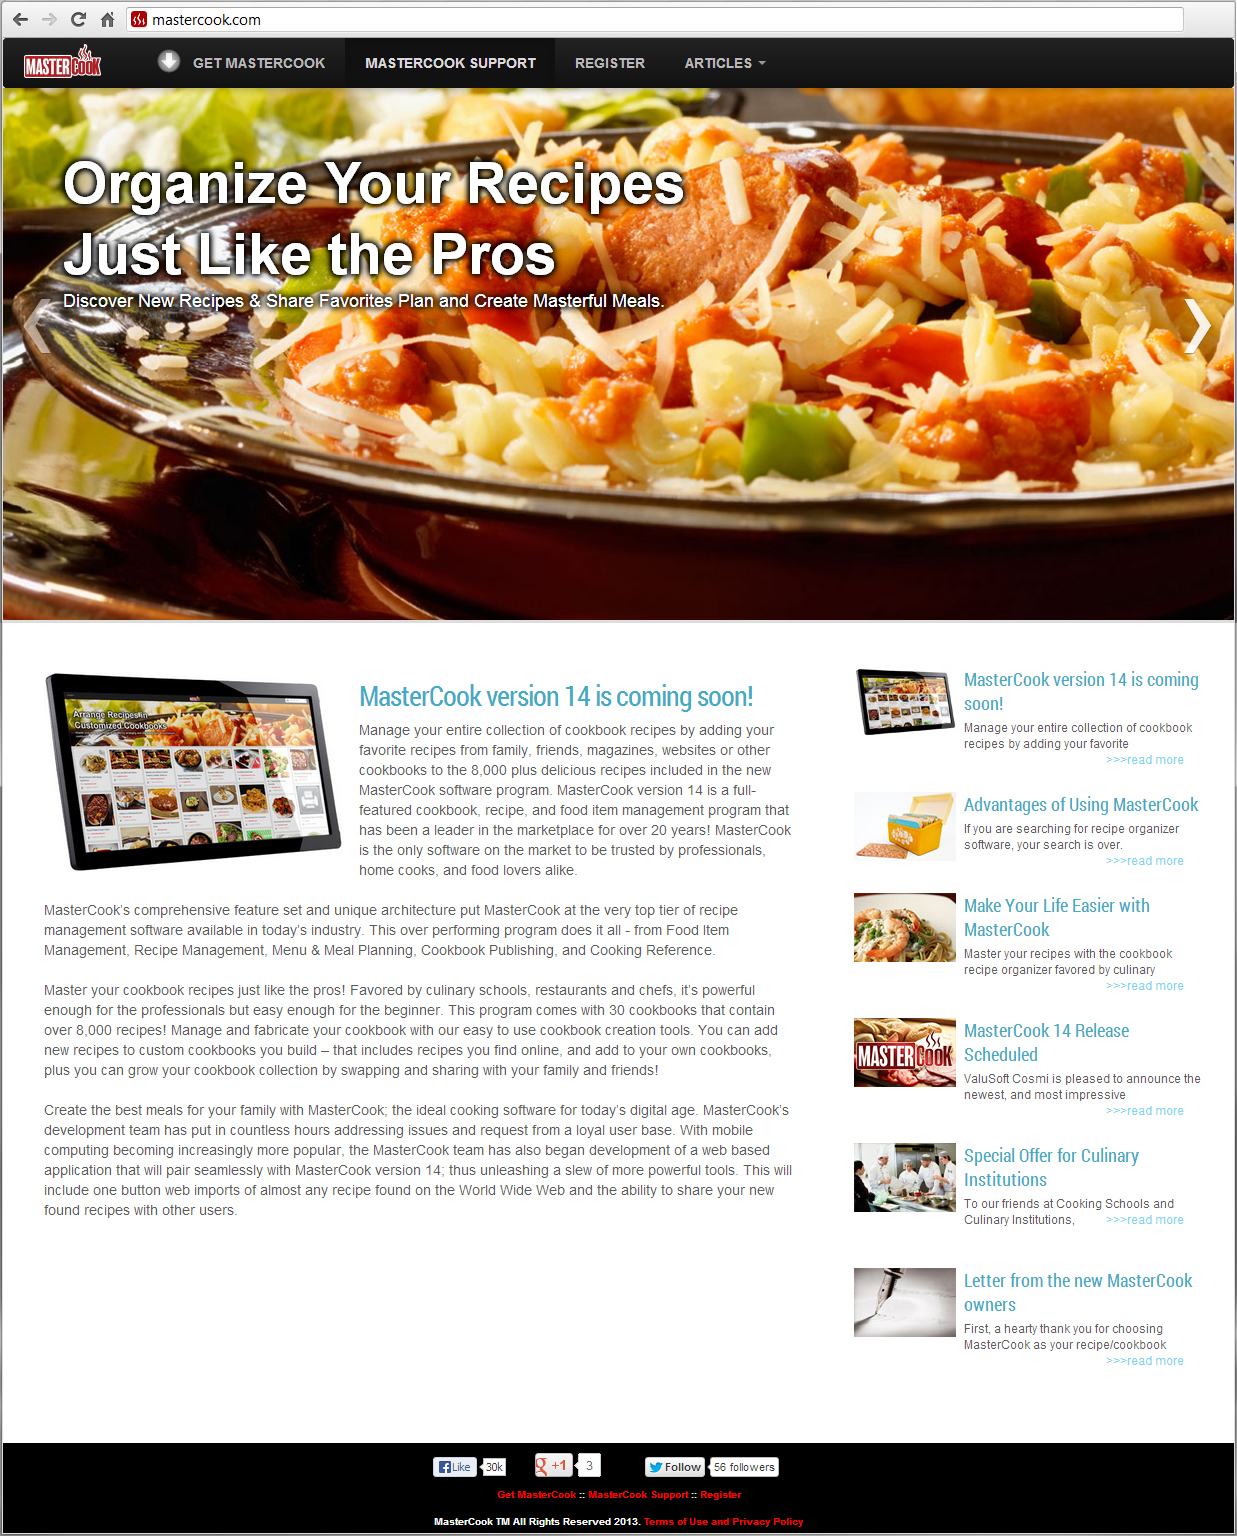 mastercook.com
MASTERCOOK
GET MASTERCOOK
MASTERCOOK SUPPORT
REGISTER
ARTICLES
Organize Your Recipes
Just Like the Pros
Discover New Recipes & Share Favorites Plan and Create Masterful Meals.
Arrange Recipes in
Customized Cookbooks
MasterCook version 14 is coming soon!
Manage your entire collection of cookbook recipes by adding your
favorite recipes from family, friends, magazines, websites or other
cookbooks to the 8,000 plus delicious recipes included in the new
MasterCook software program. MasterCook version 14 is a full-
featured cookbook, recipe, and food item management program that
has been a leader in the marketplace for over 20 years! MasterCook
is the only software on the market to be trusted by professionals,
home cooks, and food lovers alike.
MasterCook's comprehensive feature set and unique architecture put MasterCook at the very top tier of recipe
management software available in today's industry. This over performing program does it all - from Food Item
Management, Recipe Management, Menu & Meal Planning, Cookbook Publishing, and Cooking Reference.
Master your cookbook recipes just like the pros! Favored by culinary schools, restaurants and chefs, it's powerful
enough for the professionals but easy enough for the beginner. This program comes with 30 cookbooks that contain
over 8,000 recipes! Manage and fabricate your cookbook with our easy to use cookbook creation tools. You can add
new recipes to custom cookbooks you build – that includes recipes you find online, and add to your own cookbooks,
plus you can grow your cookbook collection by swapping and sharing with your family and friends!
Create the best meals for your family with MasterCook; the ideal cooking software for today's digital age. MasterCook's
development team has put in countless hours addressing issues and request from a loyal user base. With mobile
computing becoming increasingly more popular, the MasterCook team has also began development of a web based
application that will pair seamlessly with MasterCook version 14; thus unleashing a slew of more powerful tools. This will
include one button web imports of almost any recipe found on the World Wide Web and the ability to share your new
found recipes with other users.
MasterCook version 14 is coming
soon!
Manage your entire collection of cookbook
recipes by adding your favorite
>>>read more
Advantages of Using MasterCook
If you are searching for recipe organizer
software, your search is over.
>>>read more
Make Your Life Easier with
MasterCook
Master your recipes with the cookbook
recipe organizer favored by culinary
>>>read more
MASTERCOOK
MasterCook 14 Release
Scheduled
ValuSoft Cosmi is pleased to announce the
newest, and most impressive
>>>read more
Special Offer for Culinary
Institutions
To our friends at Cooking Schools and
Culinary Institutions, >>>read more
Letter from the new MasterCook
owners
First, a hearty thank you for choosing
MasterCook as your recipe/cookbook
>>>read more
Like 30k
g +1 3
Follow 56 followers
Get MasterCook :: MasterCook Support :: Register
MasterCook TM All Rights Reserved 2013. Terms of Use and Privacy Policy